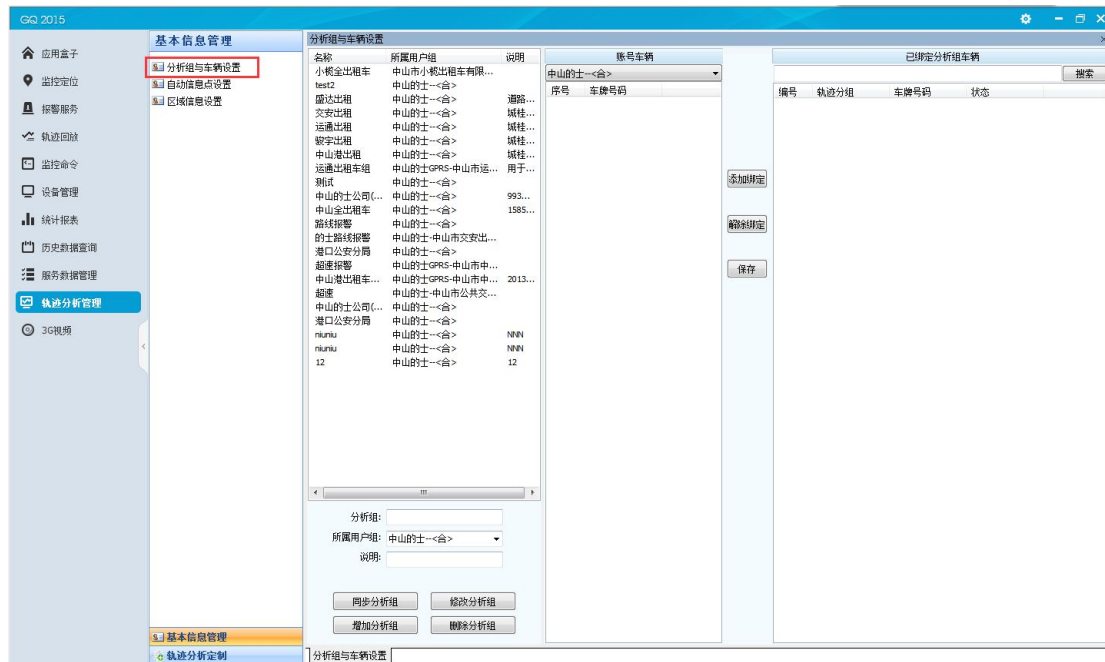 GQ 2015
应用盒子
监控定位
报警服务
轨迹回放
监控命令
设备管理
统计报表
历史数据查询
服务数据管理
轨迹分析管理
3G视频
基本信息管理
分析组与车辆设置
自动信息点设置
区域信息设置
基本信息管理
轨迹分析定制
分析组与车辆设置
名称 所属用户组 说明
小榄全出租车 中山市小榄出租车有限...
test2 中山的士--<合>
盛达出租 中山的士--<合> 道路...
交安出租 中山的士--<合> 城桂...
运通出租 中山的士--<合> 城桂...
骏宇出租 中山的士--<合> 城桂...
中山港出租 中山的士--<合> 城桂...
运通出租车组 中山的士GPRS-中山市运... 用于...
测试 中山的士--<合>
中山的士公司(... 中山的士--<合> 993...
中山全出租车 中山的士--<合> 1585...
路线报警 中山的士--<合>
的士路线报警 中山的士-中山市交安出...
港口公安分局 中山的士--<合>
超速报警 中山的士GPRS-中山市中...
中山港出租车... 中山的士GPRS-中山市中... 2013...
超速 中山的士-中山市公共交...
中山的士公司(... 中山的士--<合>
港口公安分局 中山的士--<合>
niuniu 中山的士--<合> NNN
niuniu 中山的士--<合> NNN
12 中山的士--<合> 12
分析组:
所属用户组: 中山的士--<合>
说明:
同步分析组 修改分析组
增加分析组 删除分析组
分析组与车辆设置
账号车辆
中山的士--<合>
序号 车牌号码
添加绑定
解除绑定
保存
已绑定分析组车辆
搜索
编号 轨迹分组 车牌号码 状态